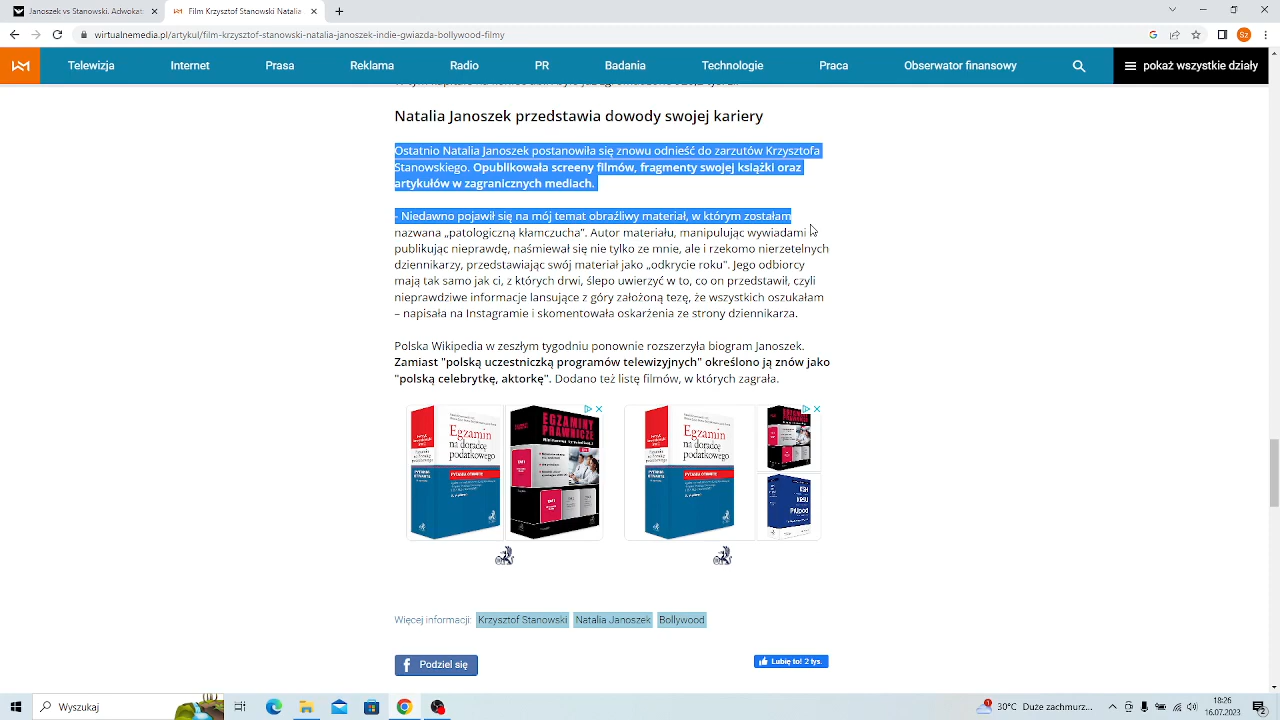 Janoszek vs Stanowski. Adwokat
Film Krzysztof Stanowski Natalia
wirtualnemedia.pl/artykul/film-krzysztof-stanowski-natalia-janoszek-indie-gwiazda-bollywood-filmy
Sz
Telewizja Internet Prasa Reklama Radio PR Badania Technologie Praca Obserwator finansowy pokaż wszystkie działy
Natalia Janoszek przedstawia dowody swojej kariery
Ostatnio Natalia Janoszek postanowiła się znowu odnieść do zarzutów Krzysztofa
Stanowskiego. Opublikowała screeny filmów, fragmenty swojej książki oraz
artykułów w zagranicznych mediach.
- Niedawno pojawił się na mój temat obraźliwy materiał, w którym zostałam
nazwana „patologiczną kłamczucha”. Autor materiału, manipulując wywiadami i
publikując nieprawdę, naśmiewał się nie tylko ze mnie, ale i rzekomo nierzetelnych
dziennikarzy, przedstawiając swój materiał jako „odkrycie roku”. Jego odbiorcy
mają tak samo jak ci, z których drwi, ślepo uwierzyć w to, co on przedstawił, czyli
nieprawdziwe informacje lansujące z góry założoną tezę, że wszystkich oszukałam
– napisała na Instagramie i skomentowała oskarżenia ze strony dziennikarza.
Polska Wikipedia w zeszłym tygodniu ponownie rozszerzyła biogram Janoszek.
Zamiast "polską uczestniczką programów telewizyjnych" określono ją znów jako
"polską celebrytkę, aktorkę". Dodano też listę filmów, w których zagrała.
Egzamin
na doradcę
podatkowego
PYTANIA OTWARTE
EGZAMINY
PRAWNICZE
Egzamin
na doradcę
podatkowego
PYTANIA OTWARTE
EGZAMINY
PRAWNICZE
KSH
Więcej informacji: Krzysztof Stanowski Natalia Janoszek Bollywood
Podziel się
Lubię to! 2 tys.
Wyszukaj
30°C Duże zachmurz...
18:26
16.07.2023